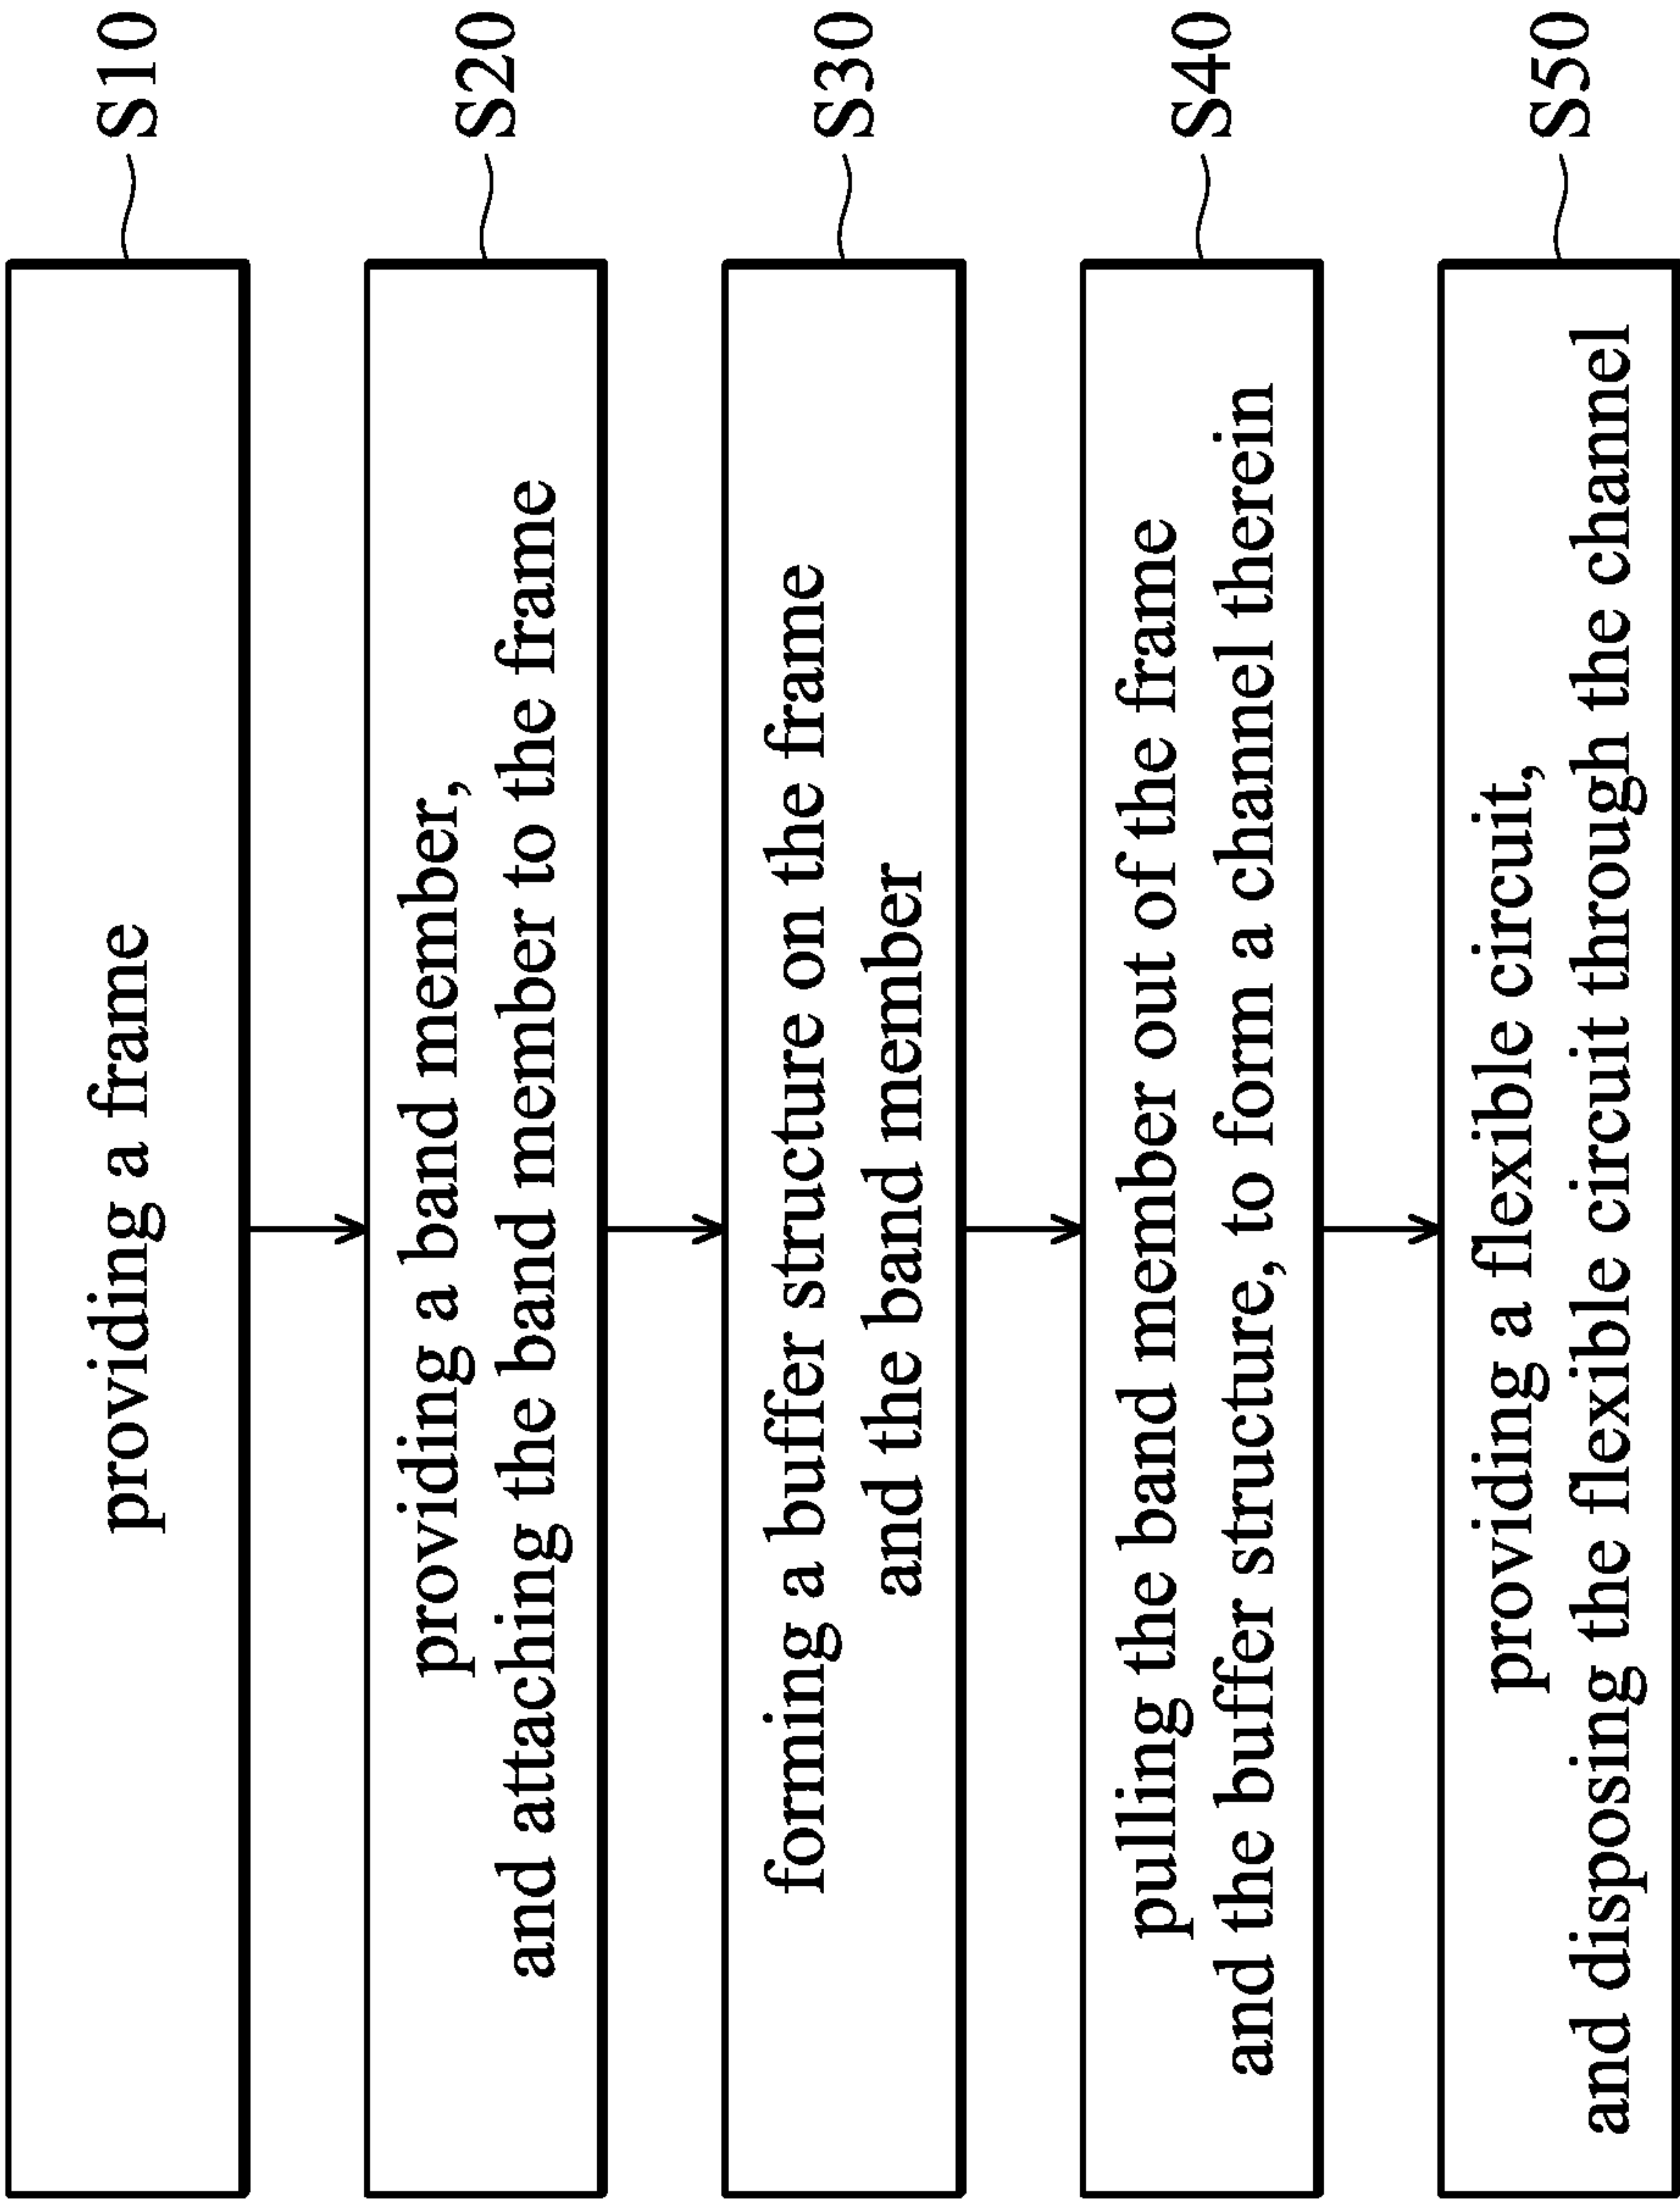 providing a frame
S10
providing a band member,
and attaching the band member to the frame
S20
forming a buffer structure on the frame
and the band member
S30
pulling the band member out of the frame
and the buffer structure, to form a channel therein
S40
providing a flexible circuit,
and disposing the flexible circuit through the channel
S50